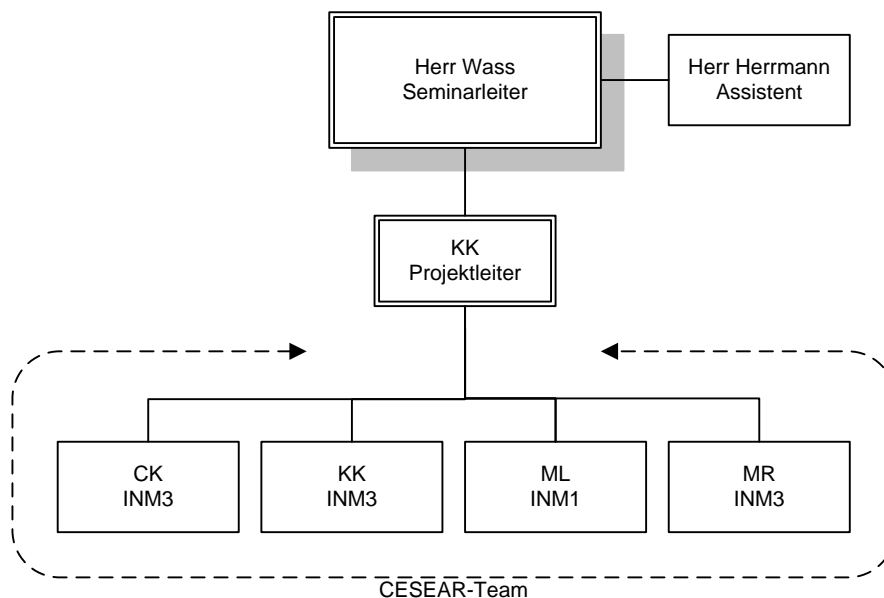 Herr Wass
Seminarleiter
Herr Herrmann
Assistent
KK
Projektleiter
CK
INM3
KK
INM3
ML
INM1
MR
INM3
CESEAR-Team